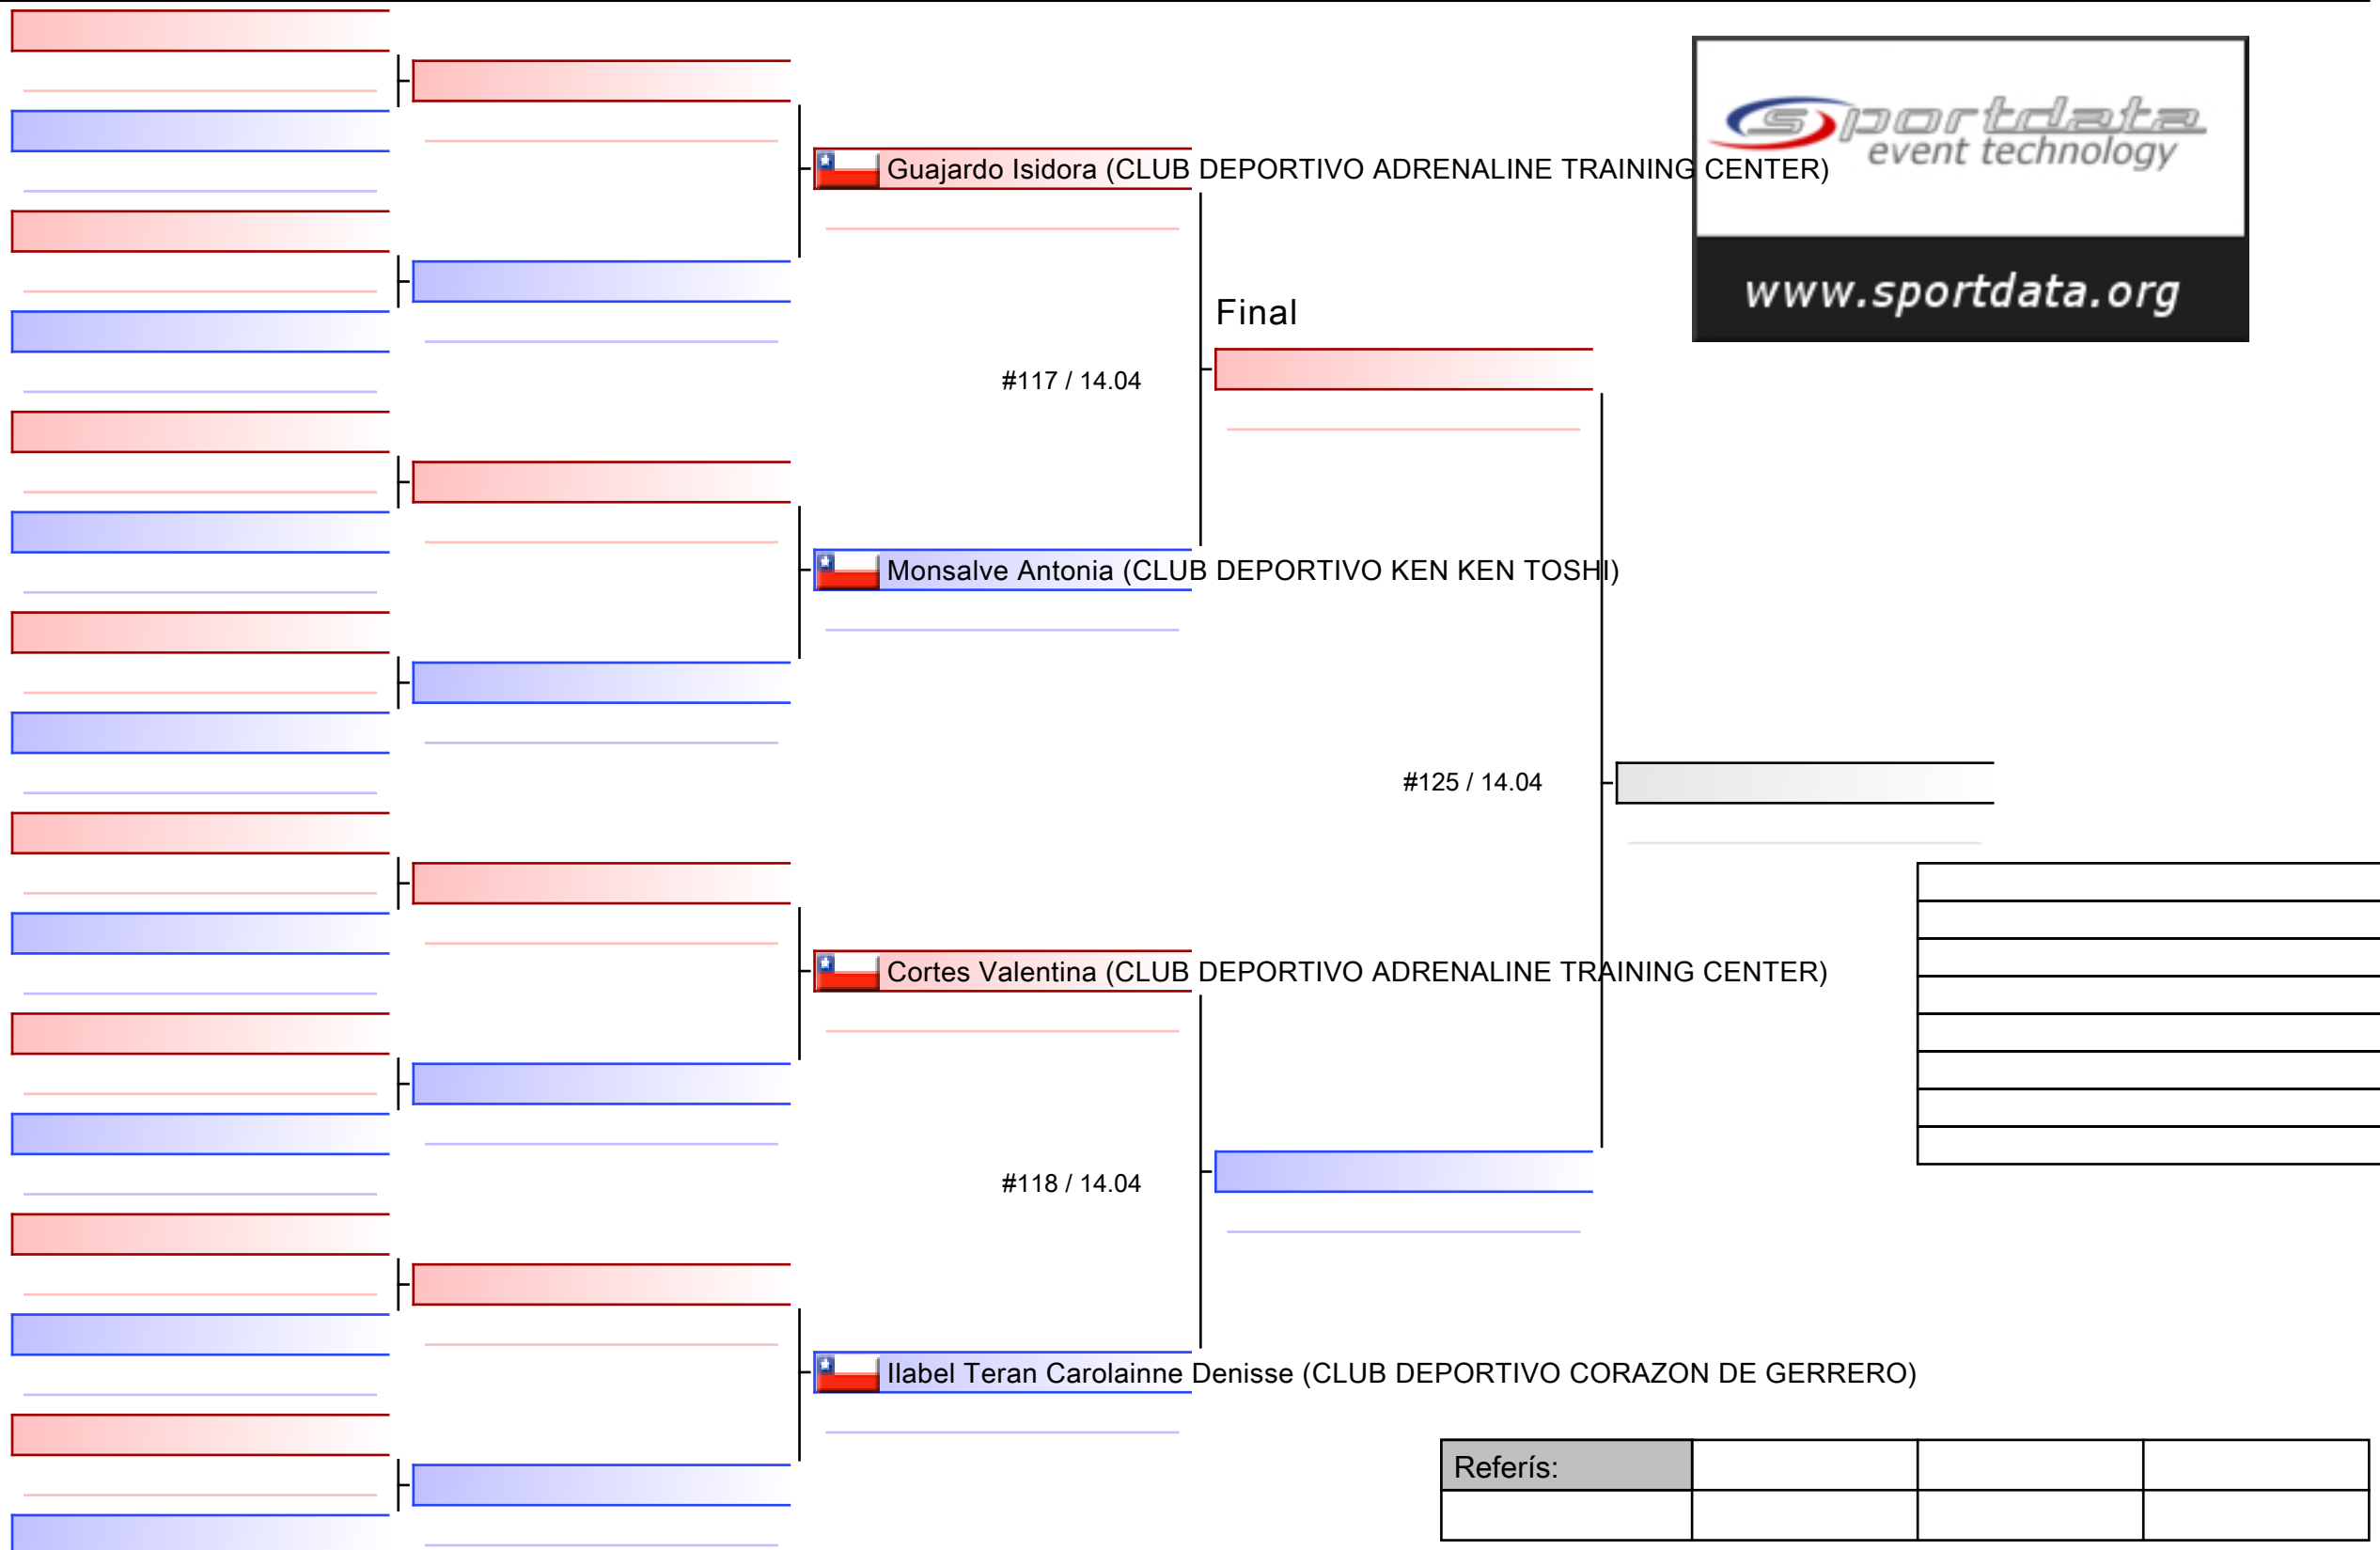 sportdata
event technology
www.sportdata.org
Guajardo Isidora (CLUB DEPORTIVO ADRENALINE TRAINING CENTER)
Final
#117 / 14.04
Monsalve Antonia (CLUB DEPORTIVO KEN KEN TOSHI)
#125 / 14.04
Cortes Valentina (CLUB DEPORTIVO ADRENALINE TRAINING CENTER)
#118 / 14.04
Ilabel Teran Carolainne Denisse (CLUB DEPORTIVO CORAZON DE GERRERO)
Referís: